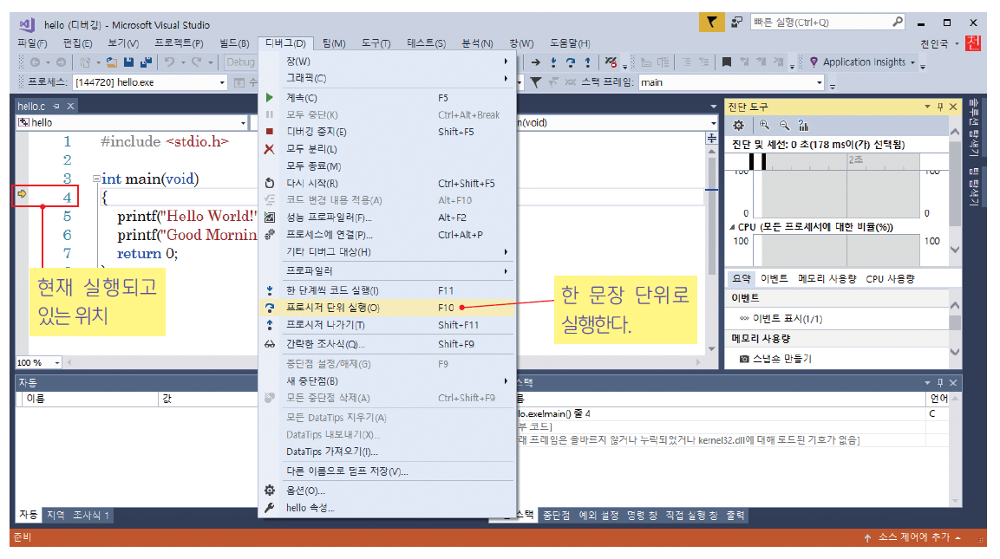 hello (디버깅) - Microsoft Visual Studio
빠른 실행(Ctrl+Q)
파일(F) 편집(E) 보기(V) 프로젝트(P) 빌드(B) 디버그(D) 팀(M) 도구(T) 테스트(S) 분석(N) 창(W) 도움말(H)
천인국
천
Debug
Application Insights
프로세스: [144720] hello.exe
수
스택 프레임: main
hello.c
hello
n(void)
1 #include <stdio.h>
2
3 int main(void)
4 {
5 printf("Hello World!"
6 printf("Good Mornin
7 return 0;
현재 실행되고
있는 위치
100 %
창(W)
그래픽(C)
계속(C) F5
모두 중단(K) Ctrl+Alt+Break
디버깅 중지(E) Shift+F5
모두 분리(L)
모두 종료(M)
다시 시작(R) Ctrl+Shift+F5
코드 변경 내용 적용(A) Alt+F10
성능 프로파일러(F)... Alt+F2
프로세스에 연결(P)... Ctrl+Alt+P
기타 디버그 대상(H)
프로파일러
한 단계씩 코드 실행(I) F11
프로시저 단위 실행(O) F10
프로시저 나가기(T) Shift+F11
간략한 조사식(Q)... Shift+F9
중단점 설정/해제(G) F9
새 중단점(B)
모든 중단점 삭제(A) Ctrl+Shift+F9
모든 DataTips 지우기(A)
DataTips 내보내기(X)...
DataTips 가져오기(I)...
다른 이름으로 덤프 저장(V)...
옵션(O)...
hello 속성...
한 문장 단위로
실행한다.
진단 도구
진단 및 세션: 0 초(178 ms이(가) 선택됨)
2초
100 100
0 0
CPU (모든 프로세서에 대한 비율(%))
100 100
요약 이벤트 메모리 사용량 CPU 사용량
이벤트
이벤트 표시(1/1)
메모리 사용량
스냅숏 만들기
솔루션 탐색기
팀 탐색기
자동
이름 값
자동 지역 조사식 1
스택
름 언어
lo.exe!main() 줄 4 C
부 코드]
래 프레임은 올바르지 않거나 누락되었거나 kernel32.dll에 대해 로드된 기호가 없음]
스택 중단점 예외 설정 명령 창 직접 실행 창 출력
준비
소스 제어에 추가